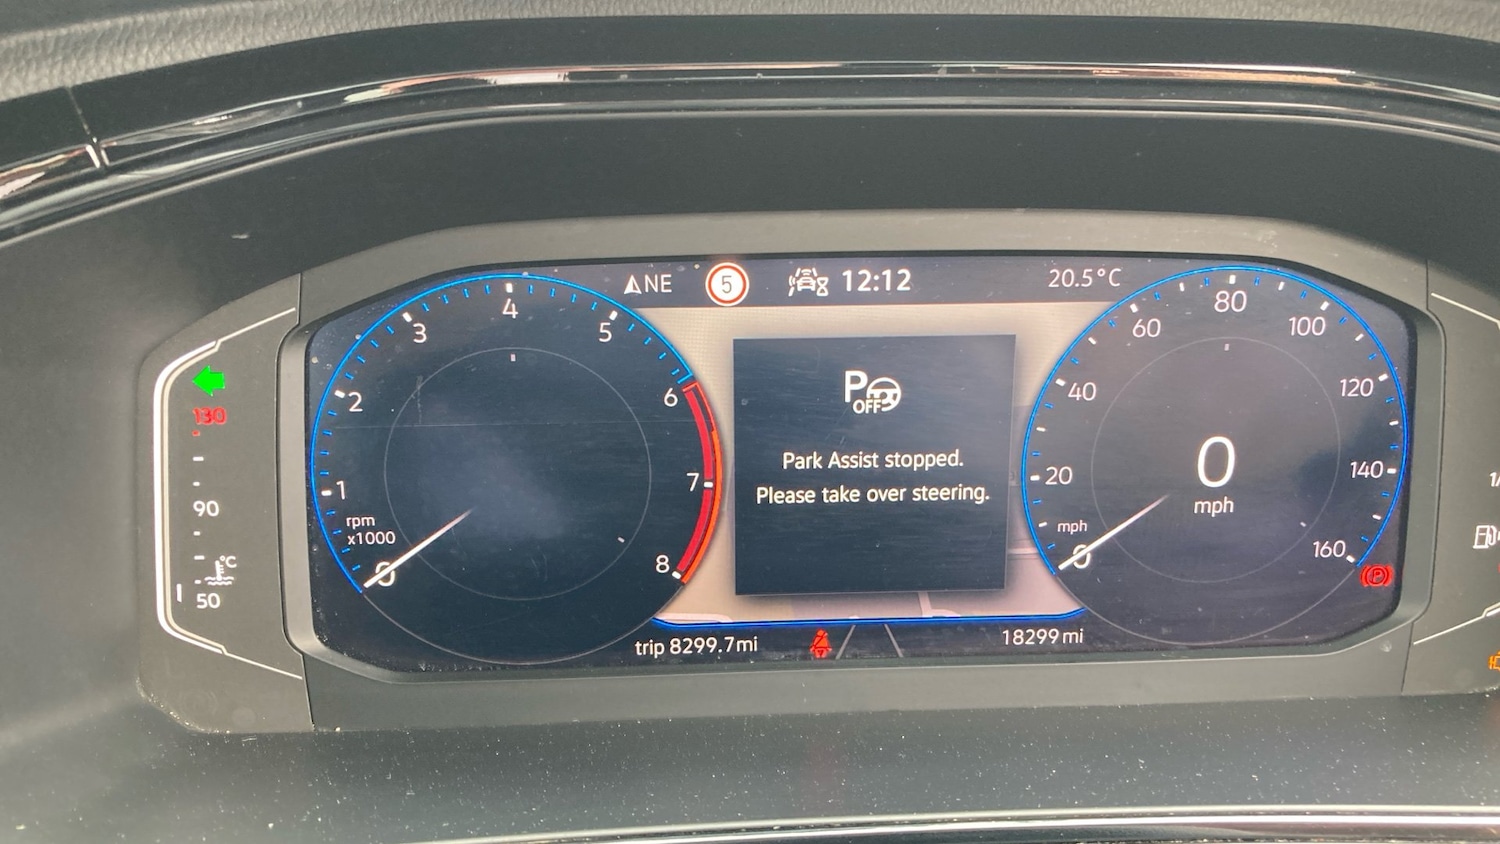 NE 5 12:12 20.5°C
130
90
°C
50
0
1
2
3
4
5
6
7
8
rpm
x1000
P
OFF
Park Assist stopped.
Please take over steering.
0
20
40
60
80
100
120
140
160
mph
0
mph
P
trip 8299.7mi
18299mi